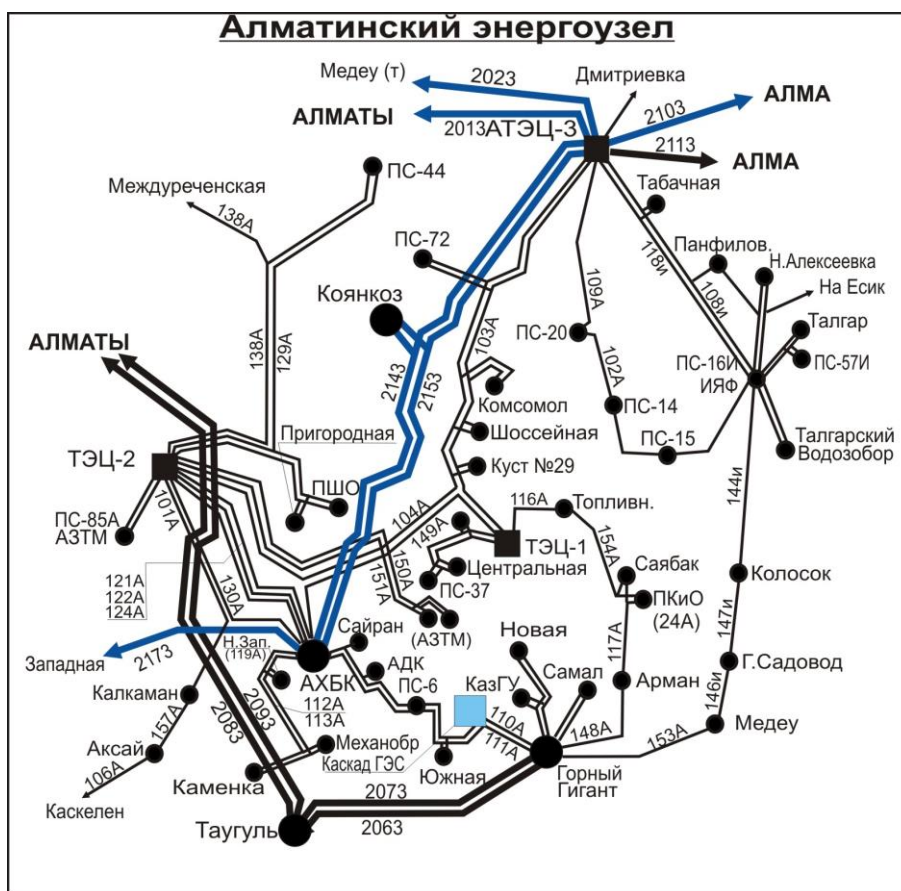 Алматинский энергоузел
Медеу (т)
2023
Дмитриевка
АЛМАТЫ
2013
АТЭЦ-3
2103
АЛМА
2113
АЛМА
ПС-44
Междуреченская
138А
Табачная
118и
ПС-72
Панфилов.
Н.Алексеевка
108и
На Есик
Коянкоз
109А
103А
138А
129А
АЛМАТЫ
ПС-20
Талгар
ПС-16И
ИЯФ
ПС-57И
2143
2153
102А
Комсомол
ПС-14
Пригородная
Шоссейная
ПС-15
Талгарский
Водозобор
ТЭЦ-2
Куст №29
ПШО
144и
101А
104А
116А
Топливн.
ПС-85А
АЗТМ
149А
ТЭЦ-1
154А
Центральная
150А
151А
ПС-37
Саябак
Колосок
121А
122А
124А
130А
ПКиО
(24А)
(АЗТМ)
117А
147и
Сайран
Новая
Н.Зап.
(119А)
Западная
2173
АДК
Самал
Г.Садовод
АХБК
ПС-6
КазГУ
Арман
146и
Калкаман
112А
113А
110А
111А
148А
Медеу
157А
2093
2083
Механобр
153А
Аксай
Каскад ГЭС
Южная
Горный
Гигант
106А
Каменка
Каскелен
2073
Таугуль
2063